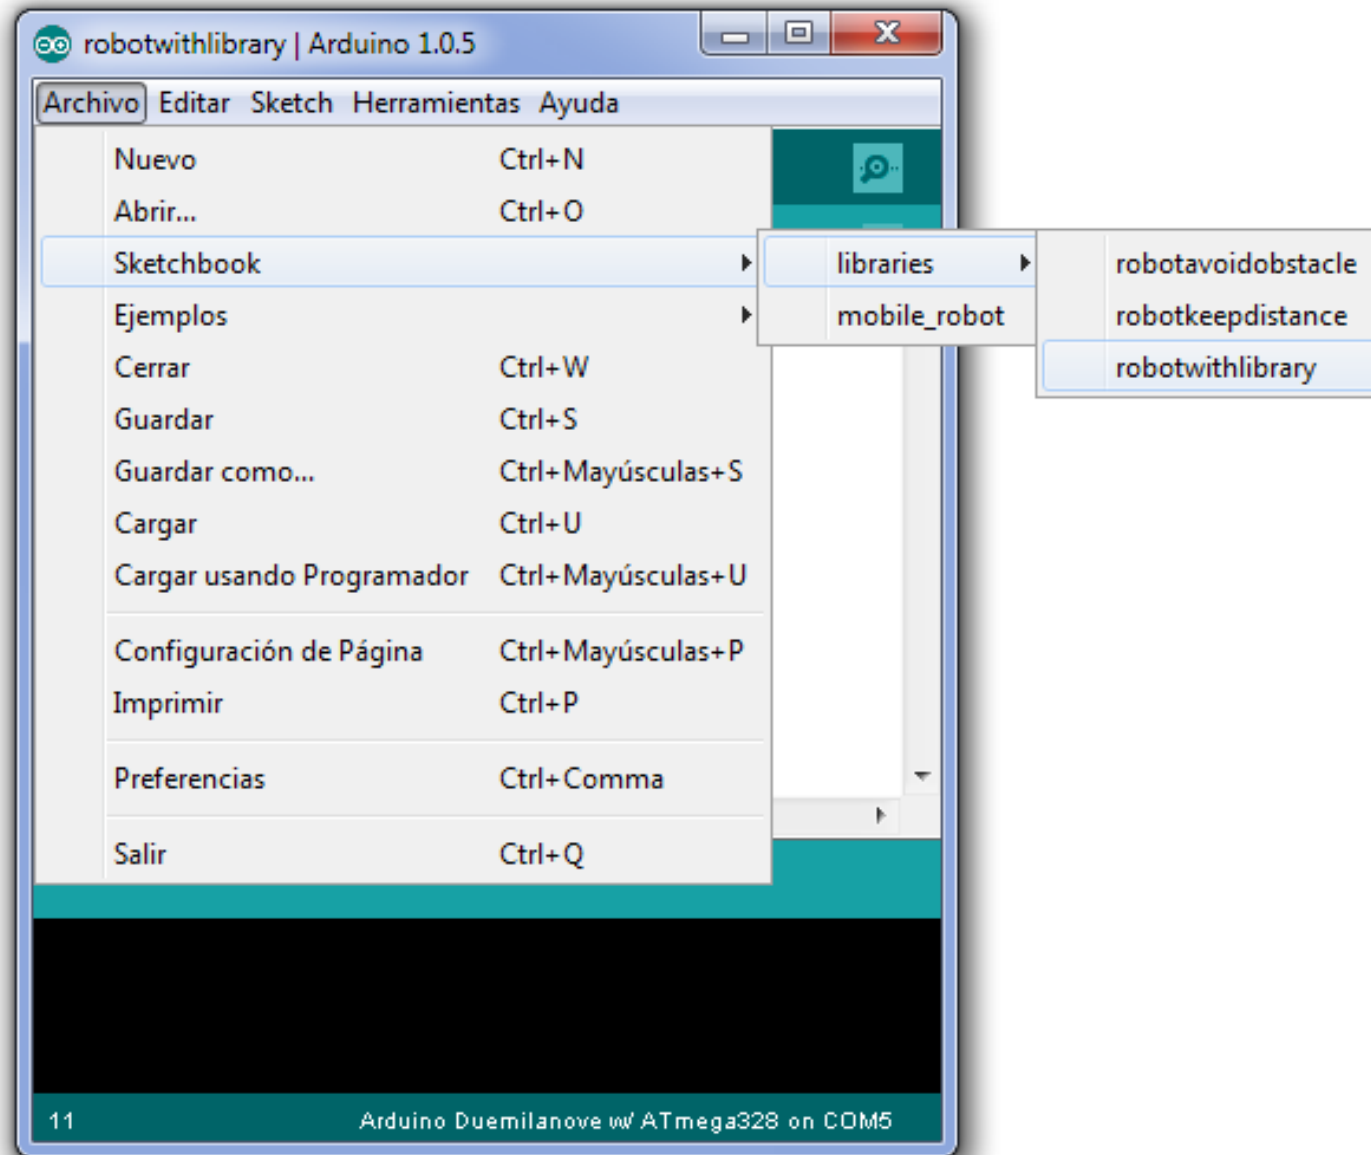 robotwithlibrary | Arduino 1.0.5
Archivo Editar Sketch Herramientas Ayuda
Nuevo Ctrl+N
Abrir... Ctrl+O
Sketchbook libraries robotavoidobstacle
Ejemplos mobile_robot robotkeepdistance
Cerrar Ctrl+W robotwithlibrary
Guardar Ctrl+S
Guardar como... Ctrl+Mayúsculas+S
Cargar Ctrl+U
Cargar usando Programador Ctrl+Mayúsculas+U
Configuración de Página Ctrl+Mayúsculas+P
Imprimir Ctrl+P
Preferencias Ctrl+Comma
Salir Ctrl+Q
11 Arduino Duemilanove w/ ATmega328 on COM5